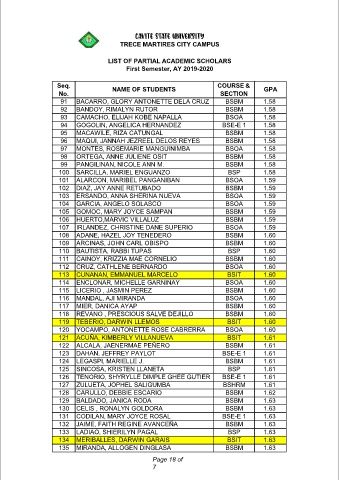 CAVITE STATE UNIVERSITY
TRECE MARTIRES CITY CAMPUS
LIST OF PARTIAL ACADEMIC SCHOLARS
First Semester, AY 2019-2020
Seq. No. NAME OF STUDENTS COURSE & SECTION GPA
91 BACARRO, GLORY ANTONETTE DELA CRUZ BSBM 1.58
92 BANDOY, RIMALYN RUTOR BSBM 1.58
93 CAMACHO, ELIJAH KOBE NAPALLA BSOA 1.58
94 GOGOLIN, ANGELICA HERNANDEZ BSE-E 1 1.58
95 MACAWILE, RIZA CATUNGAL BSBM 1.58
96 MAQUI, JANNAH JEZREEL DELOS REYES BSBM 1.58
97 MONTES, ROSEMARIE MANGUINIMBA BSOA 1.58
98 ORTEGA, ANNE JULIENE OSIT BSBM 1.58
99 PANGILINAN, NICOLE ANN M. BSBM 1.58
100 SARCILLA, MARIEL ENGUANZO BSP 1.58
101 ALARCON, MARIBEL PANGANIBAN BSOA 1.59
102 DIAZ, JAY ANNE RETUBADO BSBM 1.59
103 ERSANDO, ANNA SHERINA NUEVA BSOA 1.59
104 GARCIA, ANGELO SOLASCO BSOA 1.59
105 GOMOC, MARY JOYCE SAMPAN BSBM 1.59
106 HUERTO,MARVIC VILLALUZ BSBM 1.59
107 IRLANDEZ, CHRISTINE DANE SUPERIO BSOA 1.59
108 ADANE, HAZEL JOY TENEDERO BSBM 1.60
109 ARCINAS, JOHN CARL OBISPO BSBM 1.60
110 BAUTISTA, RABBI TUPAS BSP 1.60
111 CAINOY, KRIZZIA MAE CORNELIO BSBM 1.60
112 CRUZ, CATHLENE BERNARDO BSOA 1.60
113 CUNANAN, EMMANUEL MARCELO BSIT 1.60
114 ENCLONAR, MICHELLE GARNINAY BSOA 1.60
115 LICERIO , JASMIN PEREZ BSBM 1.60
116 MANDAL, AJI MIRANDA BSOA 1.60
117 MIER, DANICA AYAP BSBM 1.60
118 REVANO , PRESCIOUS SALVE DEJILLO BSBM 1.60
119 TEBERIO, DARWIN LLEMOS BSIT 1.60
120 YOCAMPO, ANTONETTE ROSE CABRERRA BSOA 1.60
121 ACUÑA, KIMBERLY VILLANUEVA BSIT 1.61
122 ALCALA, JAENERMAE PEÑERO BSBM 1.61
123 DAHAN, JEFFREY PAYLOT BSE-E 1 1.61
124 LEGASPI, MARIELLE J BSBM 1.61
125 SINCOSA, KRISTEN LLANETA BSP 1.61
126 TENORIO, SHYRYLLE DIMPLE GHEE GUTIER BSE-E 1 1.61
127 ZULUETA, JOPHEL SALIGUMBA BSHRM 1.61
128 CARULLO, DEBBIE ESCARIO BSBM 1.62
129 BALDADO, JANICA RODA BSBM 1.63
130 CELIS , RONALYN GOLDORA BSBM 1.63
131 CODILAN, MARY JOYCE ROSAL BSE-E 1 1.63
132 JAIME, FAITH REGINE AVANCEÑA BSBM 1.63
133 LADIAO, SHIERILYN PAGAL BSP 1.63
134 MERIBALLES, DARWIN GARAIS BSIT 1.63
135 MIRANDA, ALLOGEN DINGLASA BSBM 1.63
Page 18 of
7